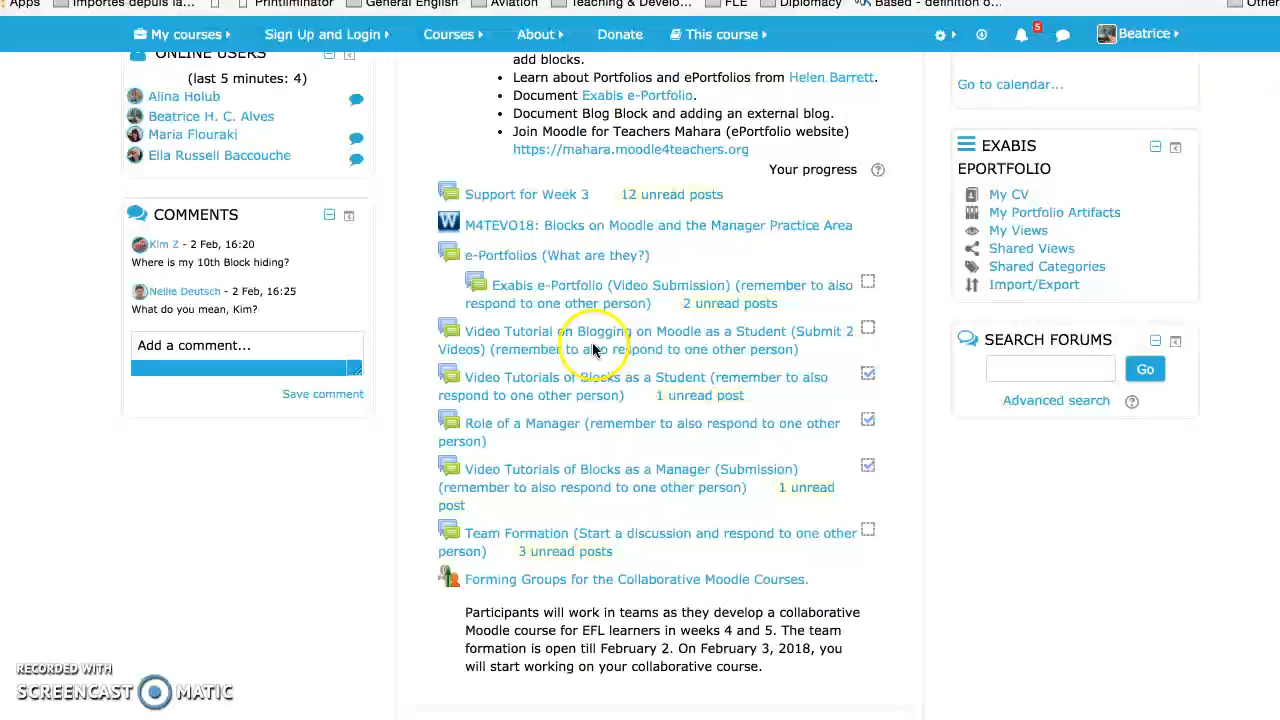 Apps
Importés depuis la...
Printliminator
General English
Aviation
Teaching & Develo...
FLE
Diplomacy
Based - definition o...
Other
My courses
Sign Up and Login
Courses
About
Donate
This course
5
Beatrice
ONLINE USERS
(last 5 minutes: 4)
Alina Holub
Beatrice H. C. Alves
Maria Flouraki
Ella Russell Baccouche
COMMENTS
Kim Z - 2 Feb, 16:20
Where is my 10th Block hiding?
Nellie Deutsch - 2 Feb, 16:25
What do you mean, Kim?
Add a comment...
Save comment
add blocks.
• Learn about Portfolios and ePortfolios from Helen Barrett.
• Document Exabis e-Portfolio.
• Document Blog Block and adding an external blog.
• Join Moodle for Teachers Mahara (ePortfolio website)
https://mahara.moodle4teachers.org
Your progress
Support for Week 3 12 unread posts
M4TEVO18: Blocks on Moodle and the Manager Practice Area
e-Portfolios (What are they?)
Exabis e-Portfolio (Video Submission) (remember to also
respond to one other person) 2 unread posts
Video Tutorial on Blogging on Moodle as a Student (Submit 2
Videos) (remember to also respond to one other person)
Video Tutorials of Blocks as a Student (remember to also
respond to one other person) 1 unread post
Role of a Manager (remember to also respond to one other
person)
Video Tutorials of Blocks as a Manager (Submission)
(remember to also respond to one other person) 1 unread
post
Team Formation (Start a discussion and respond to one other
person) 3 unread posts
Forming Groups for the Collaborative Moodle Courses.
Participants will work in teams as they develop a collaborative
Moodle course for EFL learners in weeks 4 and 5. The team
formation is open till February 2. On February 3, 2018, you
will start working on your collaborative course.
Go to calendar...
EXABIS
EPORTFOLIO
My CV
My Portfolio Artifacts
My Views
Shared Views
Shared Categories
Import/Export
SEARCH FORUMS
Go
Advanced search
RECORDED WITH
SCREENCAST MATIC